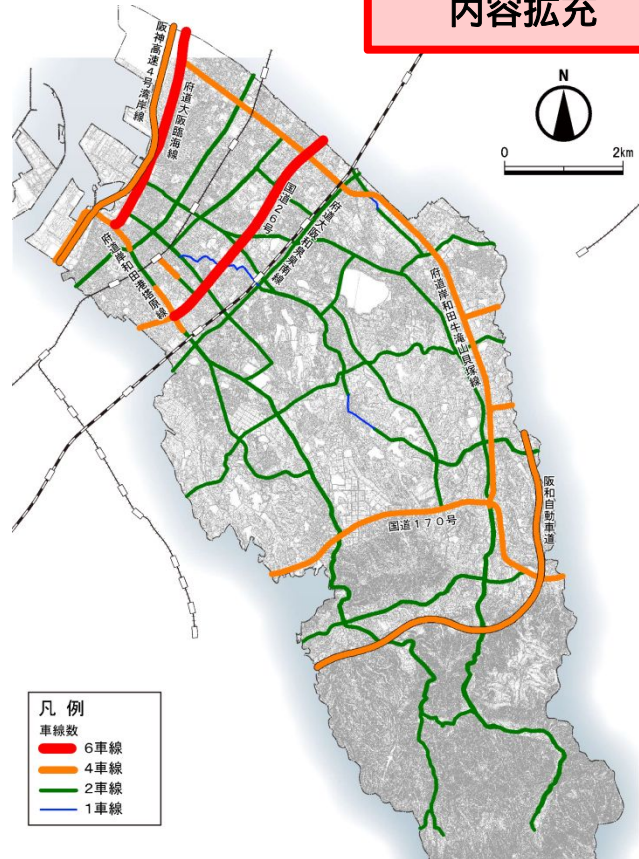 内容拡充
N
0 2km
阪神高速4号湾岸線
府道大阪臨海線
国道26号
府道大阪和泉泉南線
府道岸和田港塔原線
府道岸和田牛滝山貝塚線
阪和自動車道
国道170号
凡 例
車線数
6車線
4車線
2車線
1車線